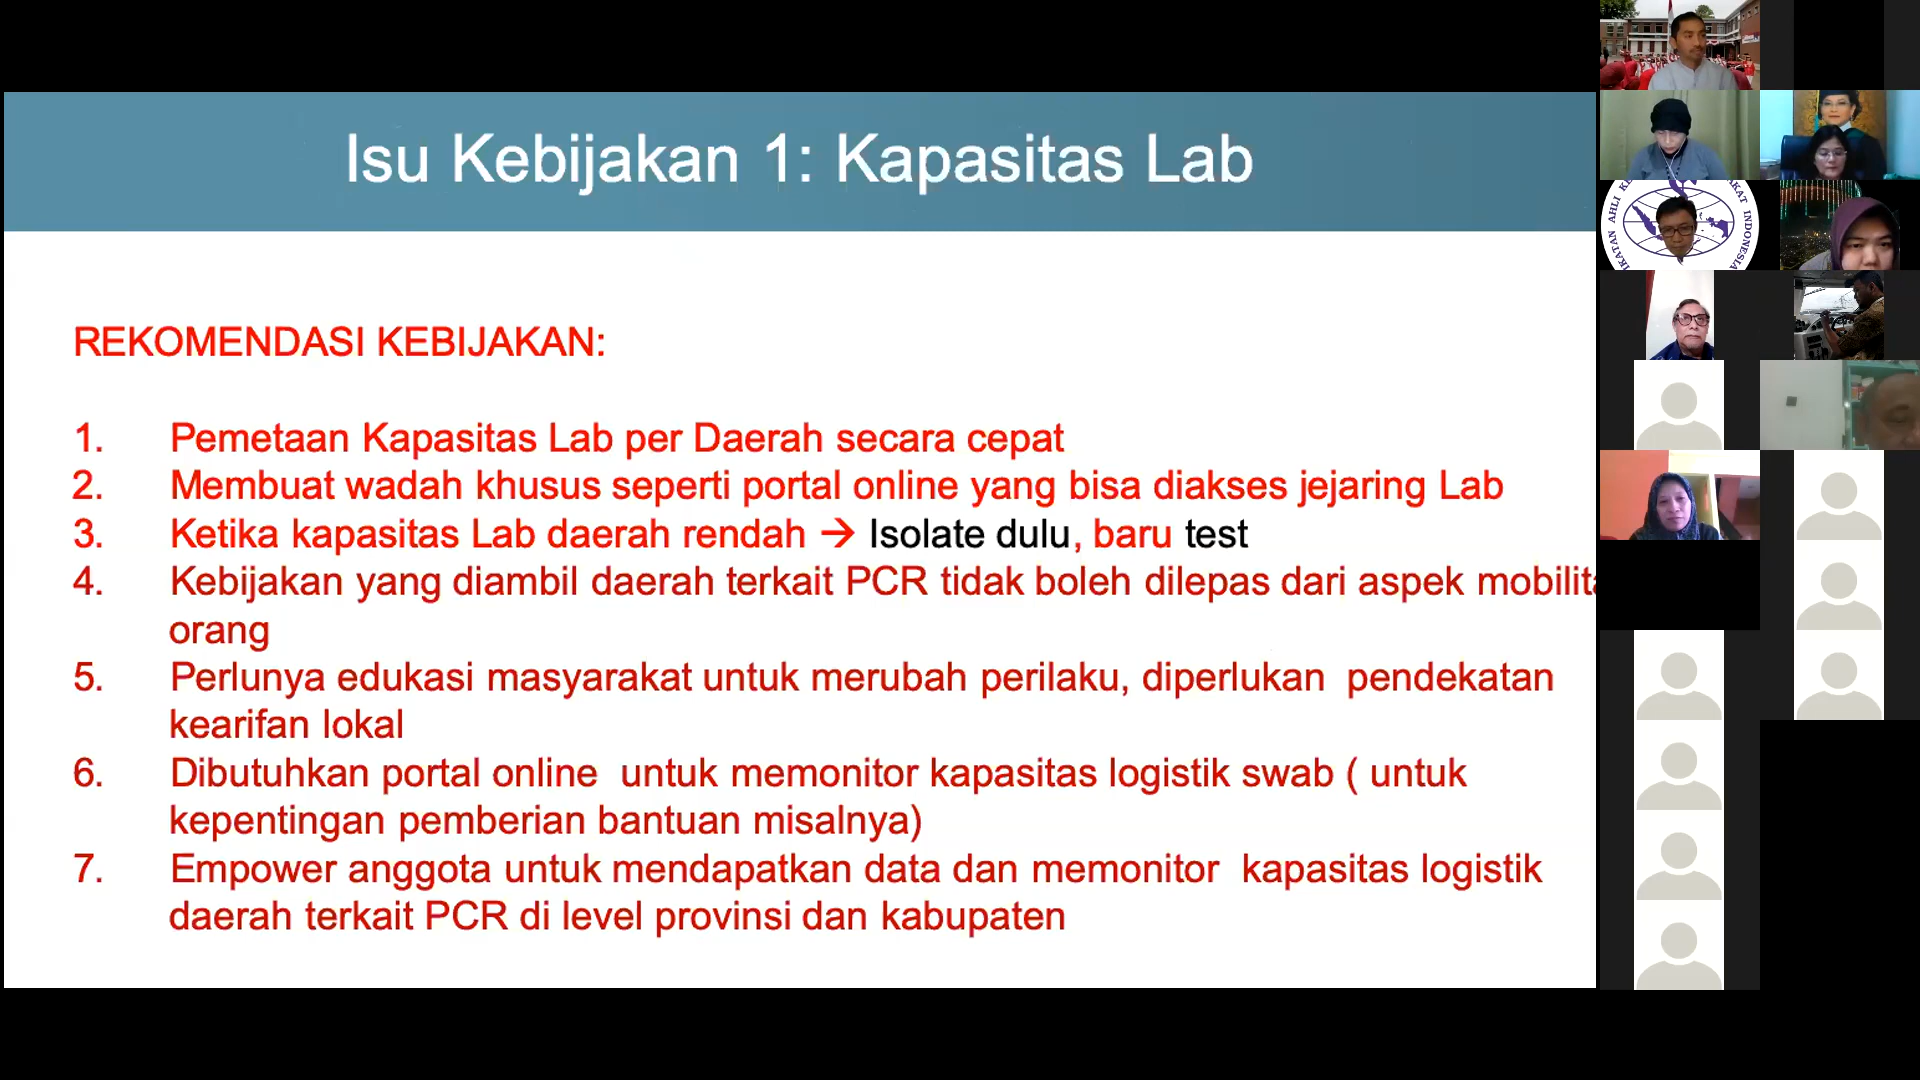 Isu Kebijakan 1: Kapasitas Lab
REKOMENDASI KEBIJAKAN:
1. Pemetaan Kapasitas Lab per Daerah secara cepat
2. Membuat wadah khusus seperti portal online yang bisa diakses jejaring Lab
3. Ketika kapasitas Lab daerah rendah → Isolate dulu, baru test
4. Kebijakan yang diambil daerah terkait PCR tidak boleh dilepas dari aspek mobilita
orang
5. Perlunya edukasi masyarakat untuk merubah perilaku, diperlukan  pendekatan
kearifan lokal
6. Dibutuhkan portal online  untuk memonitor kapasitas logistik swab ( untuk
kepentingan pemberian bantuan misalnya)
7. Empower anggota untuk mendapatkan data dan memonitor  kapasitas logistik
daerah terkait PCR di level provinsi dan kabupaten
IKATAN AHLI INDONESIA